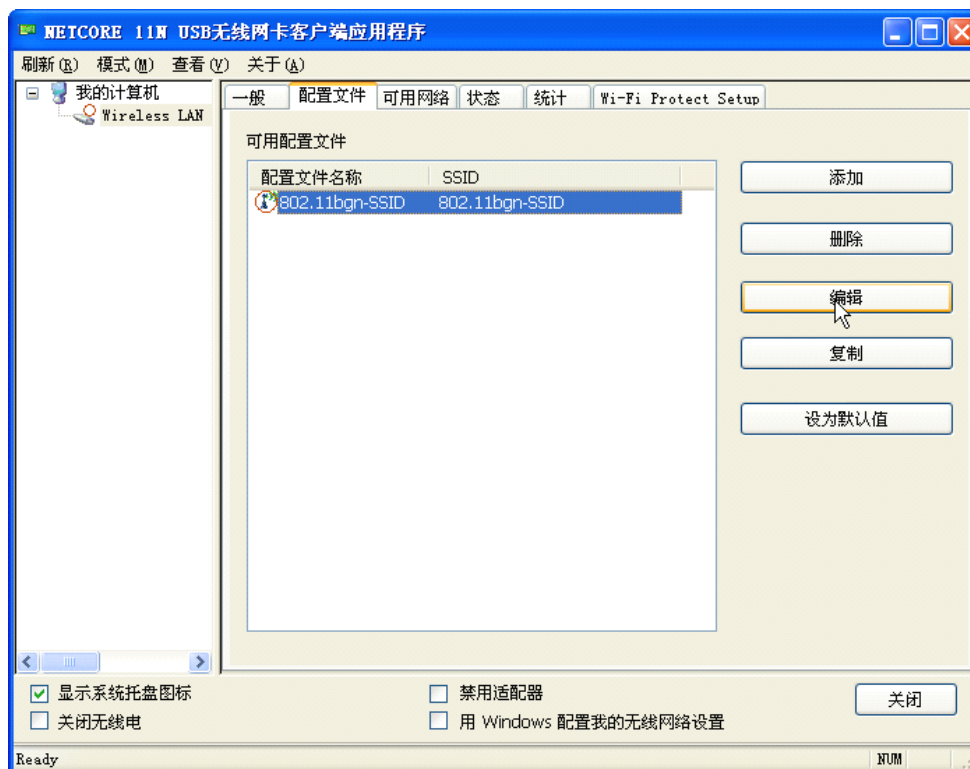 NETCORE 11N USB无线网卡客户端应用程序
刷新(R) 模式(M) 查看(V) 关于(A)
我的计算机
Wireless LAN
一般 配置文件 可用网络 状态 统计 Wi-Fi Protect Setup
可用配置文件
配置文件名称 SSID
802.11bgn-SSID 802.11bgn-SSID
添加
删除
编辑
复制
设为默认值
显示系统托盘图标 禁用适配器
关闭无线电 用 Windows 配置我的无线网络设置
关闭
Ready NUM